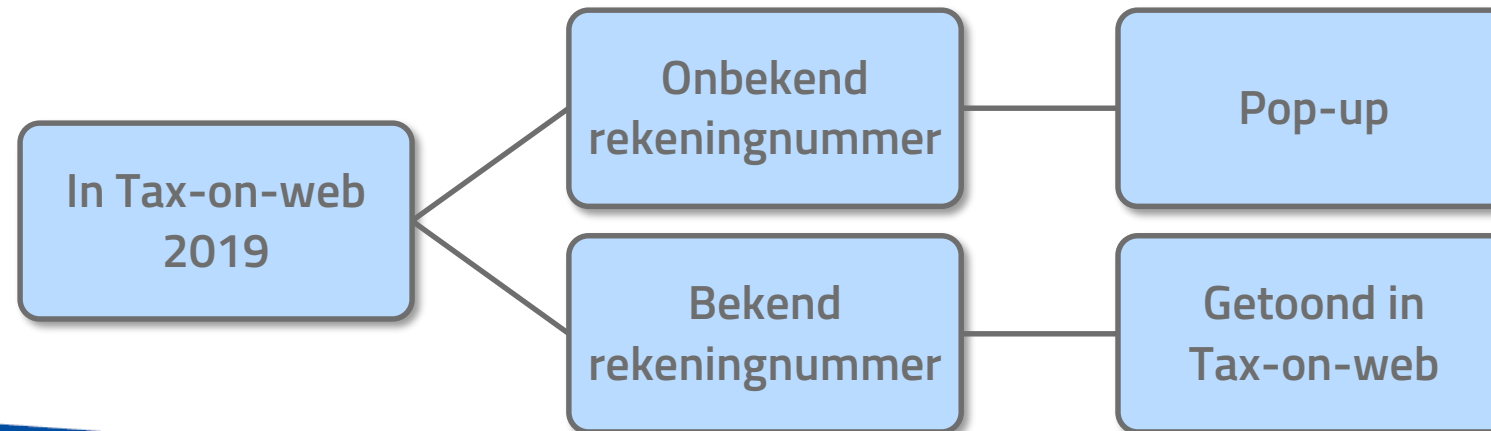 In Tax-on-web
2019
Onbekend
rekeningnummer
Pop-up
Bekend
rekeningnummer
Getoond in
Tax-on-web